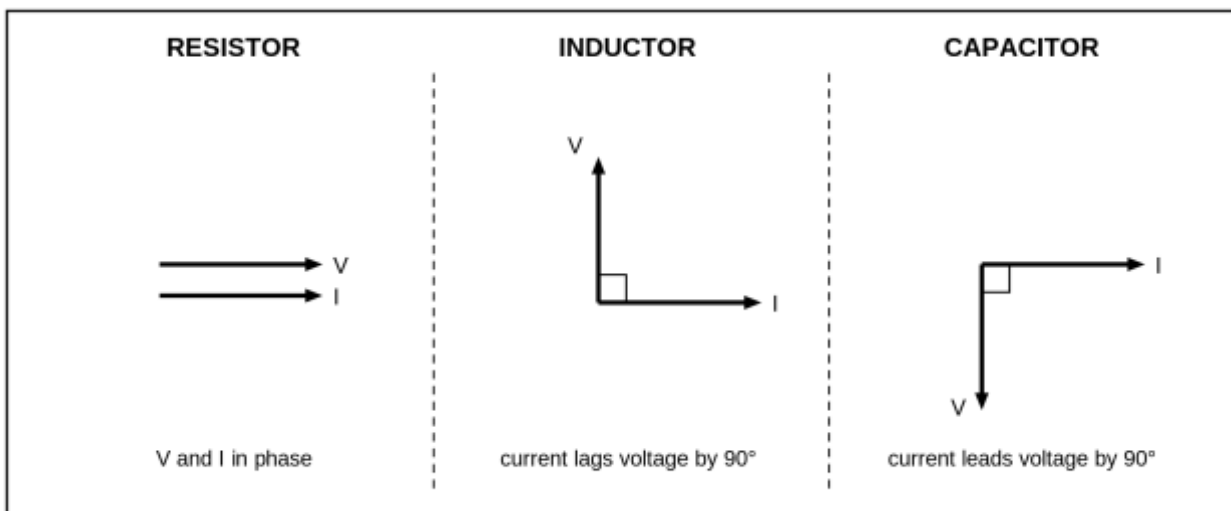 RESISTOR
V
I
V and I in phase
INDUCTOR
V
I
current lags voltage by 90°
CAPACITOR
I
V
current leads voltage by 90°